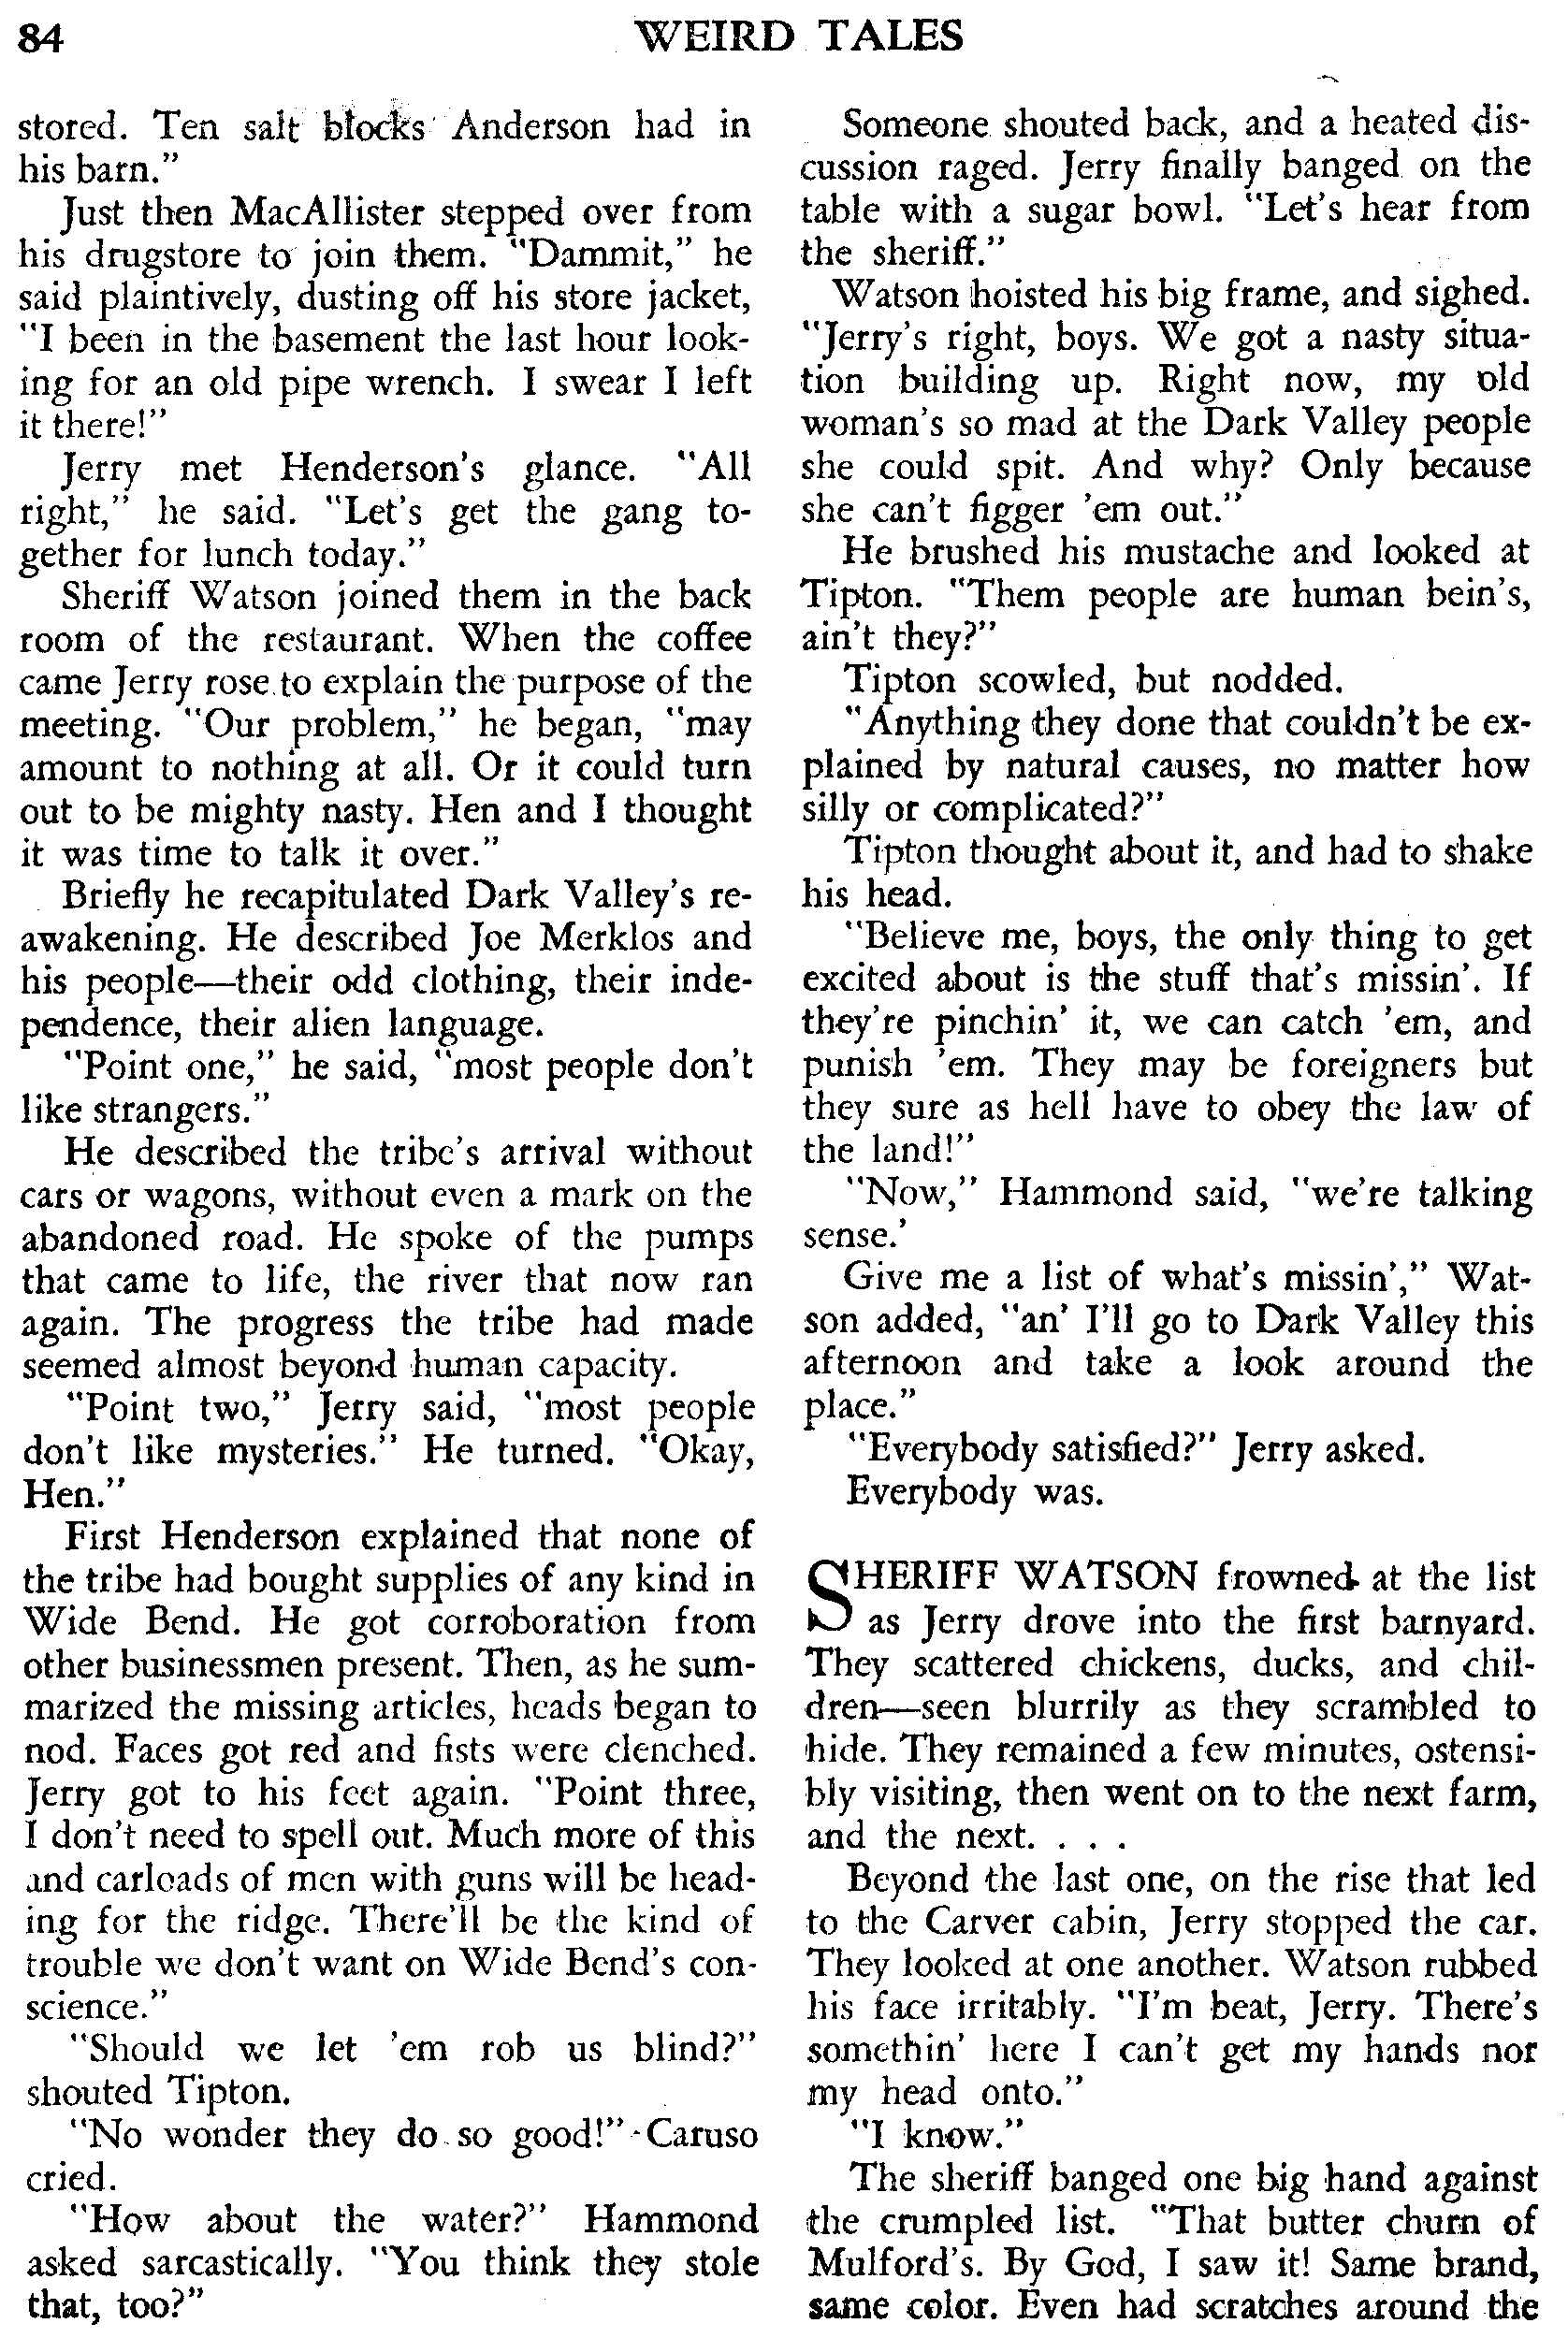 84
WEIRD TALES
stored. Ten salt blocks Anderson had in
his barn."
Just then MacAllister stepped over from
his drugstore to join them. "Dammit," he
said plaintively, dusting off his store jacket,
"I been in the basement the last hour look-
ing for an old pipe wrench. I swear I left
it there!"
Jerry met Henderson's glance. "All
right," he said. "Let's get the gang to-
gether for lunch today."
Sheriff Watson joined them in the back
room of the restaurant. When the coffee
came Jerry rose to explain the purpose of the
meeting. "Our problem," he began, "may
amount to nothing at all. Or it could turn
out to be mighty nasty. Hen and I thought
it was time to talk it over."
Briefly he recapitulated Dark Valley's re-
awakening. He described Joe Merklos and
his people—their odd clothing, their inde-
pendence, their alien language.
"Point one," he said, "most people don't
like strangers."
He described the tribe's arrival without
cars or wagons, without even a mark on the
abandoned road. He spoke of the pumps
that came to life, the river that now ran
again. The progress the tribe had made
seemed almost beyond human capacity.
"Point two," Jerry said, "most people
don't like mysteries." He turned. "Okay,
Hen."
First Henderson explained that none of
the tribe had bought supplies of any kind in
Wide Bend. He got corroboration from
other businessmen present. Then, as he sum-
marized the missing articles, heads began to
nod. Faces got red and fists were clenched.
Jerry got to his feet again. "Point three,
I don't need to spell out. Much more of this
and carloads of men with guns will be head-
ing for the ridge. There'll be the kind of
trouble we don't want on Wide Bend's con-
science."
"Should we let 'em rob us blind?"
shouted Tipton.
"No wonder they do so good!" Caruso
cried.
"How about the water?" Hammond
asked sarcastically. "You think they stole
that, too?"
Someone shouted back, and a heated dis-
cussion raged. Jerry finally banged on the
table with a sugar bowl. "Let's hear from
the sheriff."
Watson hoisted his big frame, and sighed.
"Jerry's right, boys. We got a nasty situa-
tion building up. Right now, my old
woman's so mad at the Dark Valley people
she could spit. And why? Only because
she can't figger 'em out."
He brushed his mustache and looked at
Tipton. "Them people are human bein's,
ain't they?"
Tipton scowled, but nodded.
"Anything they done that couldn't be ex-
plained by natural causes, no matter how
silly or complicated?"
Tipton thought about it, and had to shake
his head.
"Believe me, boys, the only thing to get
excited about is the stuff that's missin'. If
they're pinchin' it, we can catch 'em, and
punish 'em. They may be foreigners but
they sure as hell have to obey the law of
the land!"
"Now," Hammond said, "we're talking
sense.'
Give me a list of what's missin'," Wat-
son added, "an' I'll go to Dark Valley this
afternoon and take a look around the
place."
"Everybody satisfied?" Jerry asked.
Everybody was.
SHERIFF WATSON frowned at the list
as Jerry drove into the first barnyard.
They scattered chickens, ducks, and chil-
dren—seen blurrily as they scrambled to
hide. They remained a few minutes, ostensi-
bly visiting, then went on to the next farm,
and the next. . . .
Beyond the last one, on the rise that led
to the Carver cabin, Jerry stopped the car.
They looked at one another. Watson rubbed
his face irritably. "I'm beat, Jerry. There's
somethin' here I can't get my hands nor
my head onto."
"I know."
The sheriff banged one big hand against
the crumpled list. "That butter churn of
Mulford's. By God, I saw it! Same brand,
same color. Even had scratches around the